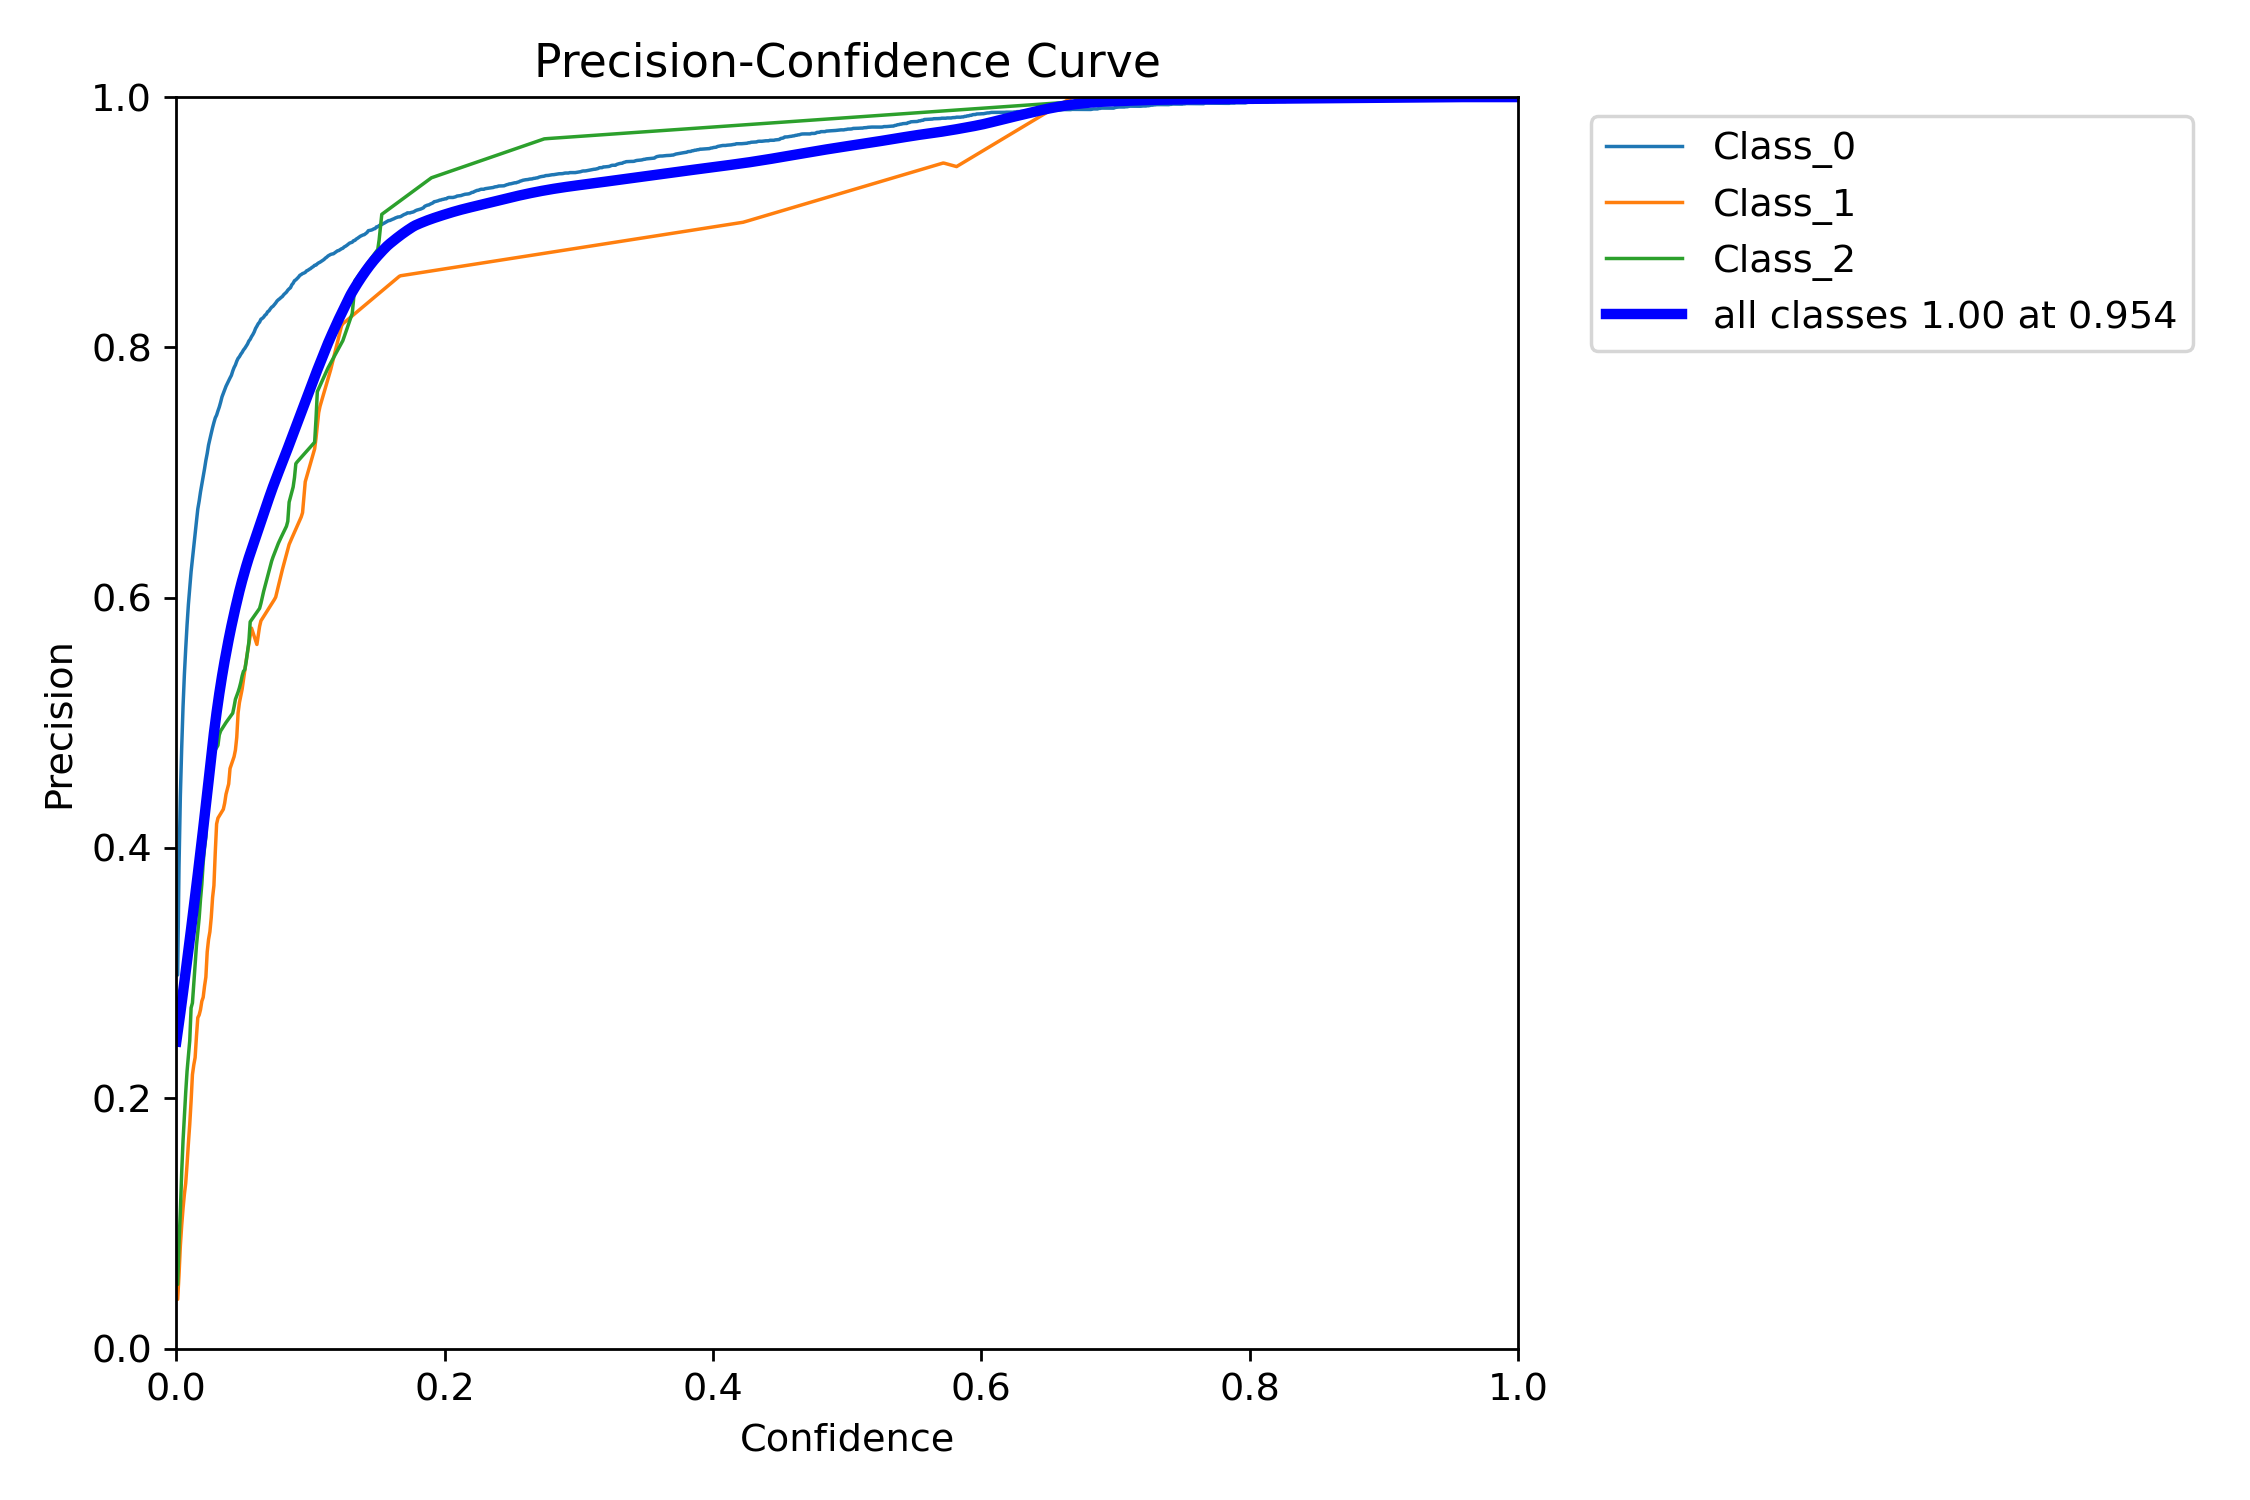 Precision-Confidence Curve
1.0
0.8
0.6
0.4
0.2
0.0
Precision
0.0 0.2 0.4 0.6 0.8 1.0
Confidence
Class_0
Class_1
Class_2
all classes 1.00 at 0.954